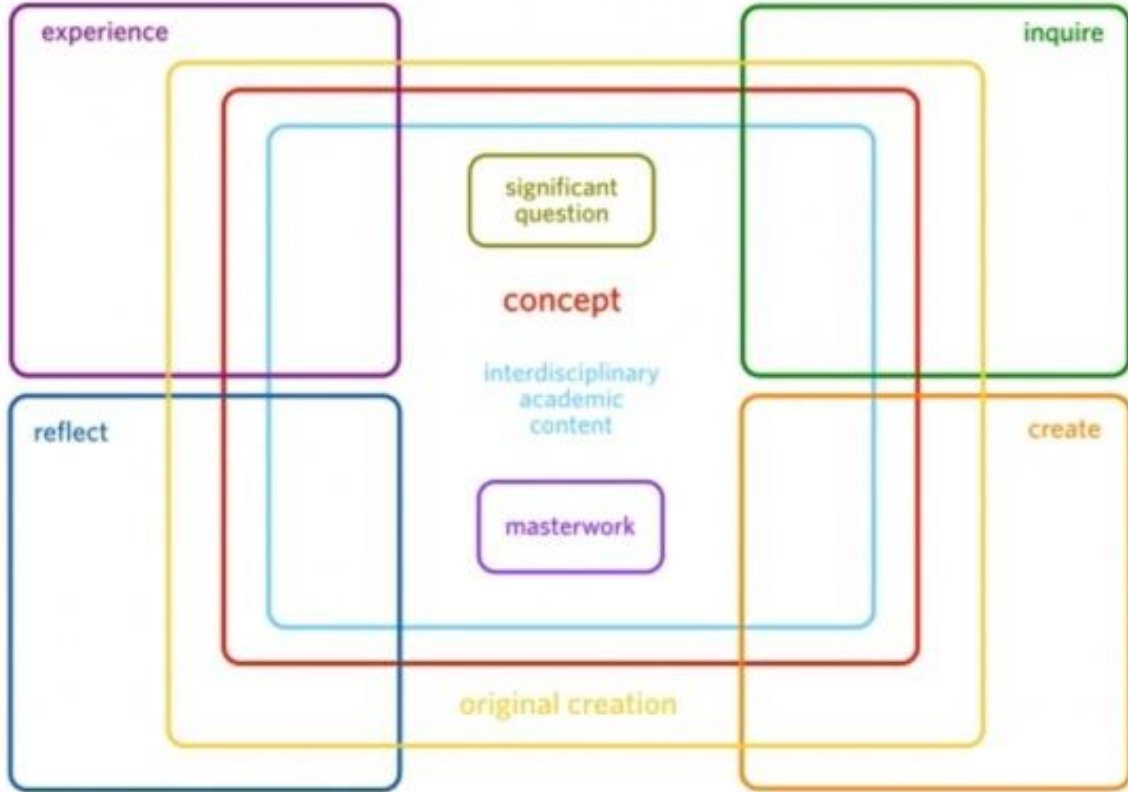 experience
inquire
significant
question
concept
interdisciplinary
academic
content
reflect
create
masterwork
original creation